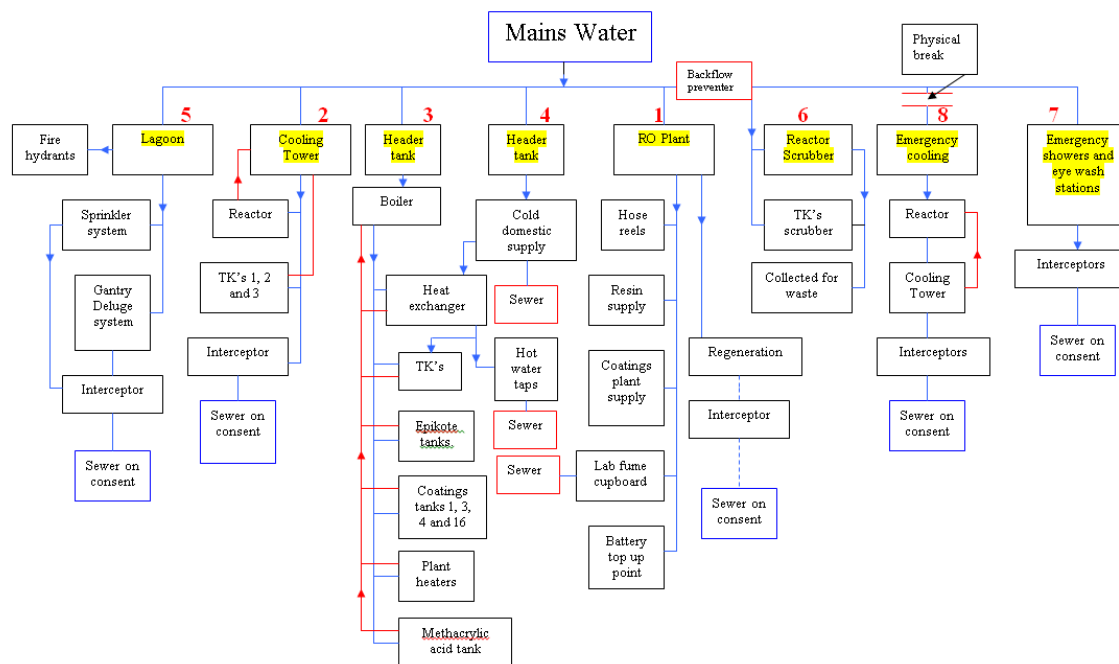 Mains Water
Physical
break
Backflow
preventer
5
2
3
4
1
6
8
7
Fire
hydrants
Lagoon
Cooling
Tower
Header
tank
Header
tank
RO Plant
Reactor
Scrubber
Emergency
cooling
Emergency
showers and
eye wash
stations
Sprinkler
system
Gantry
Deluge
system
Interceptor
Sewer on
consent
Reactor
TK's 1, 2
and 3
Interceptor
Sewer on
consent
Boiler
Heat
exchanger
TK's
Epikote
tanks.
Coatings
tanks 1, 3,
4 and 16
Plant
heaters
Methacrylic
acid tank
Cold
domestic
supply
Sewer
Hot
water
taps
Sewer
Sewer
Hose
reels
Resin
supply
Coatings
plant
supply
Lab fume
cupboard
Battery
top up
point
Regeneration
Interceptor
Sewer on
consent
TK's
scrubber
Collected for
waste
Reactor
Cooling
Tower
Interceptors
Sewer on
consent
Interceptors
Sewer on
consent